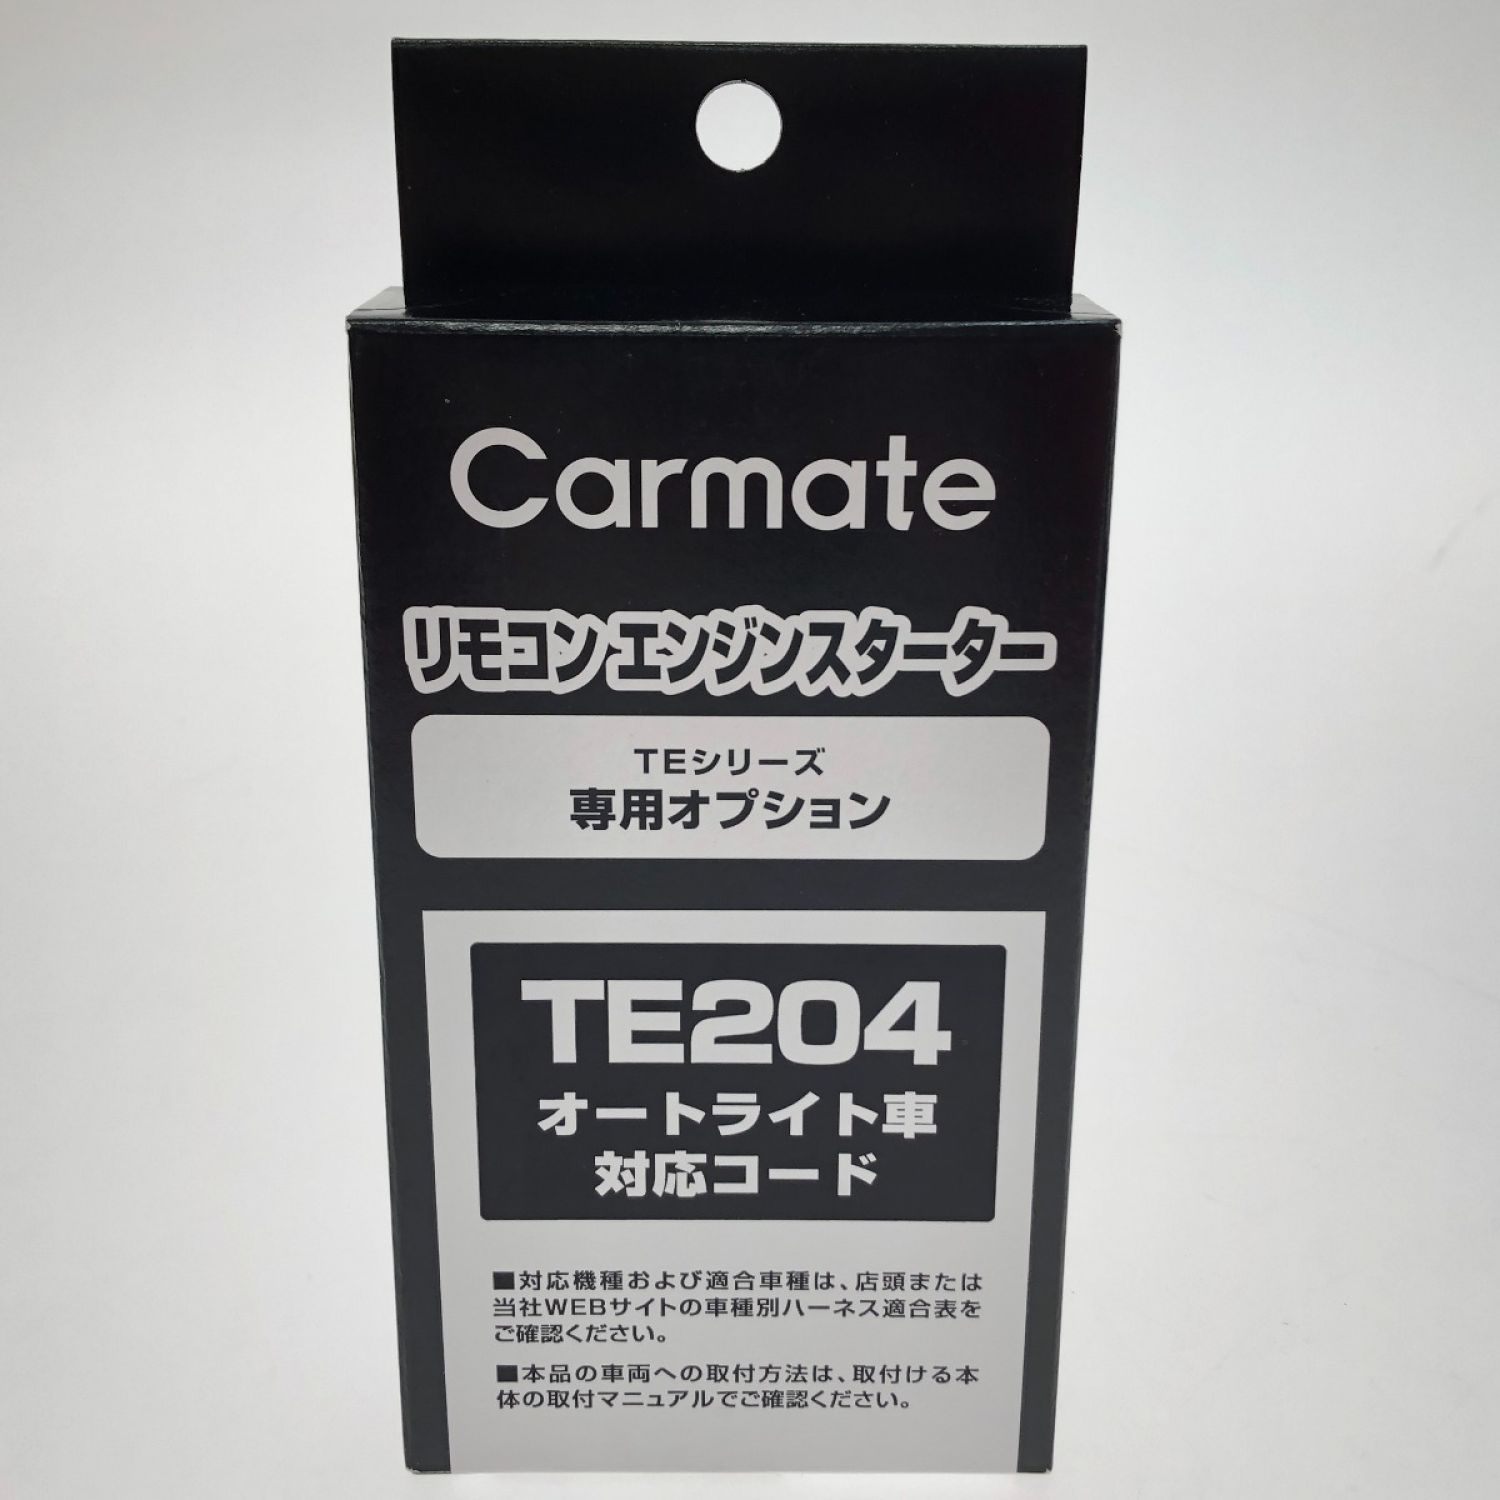 Carmate
リモコンエンジンスターター
TEシリーズ
専用オプション
TE204
オートライト車
対応コード
■対応機種および適合車種は、店頭または
当社WEBサイトの車種別ハーネス適合表を
ご確認ください。
■本品の車両への取付方法は、取付ける本
体の取付マニュアルでご確認ください。